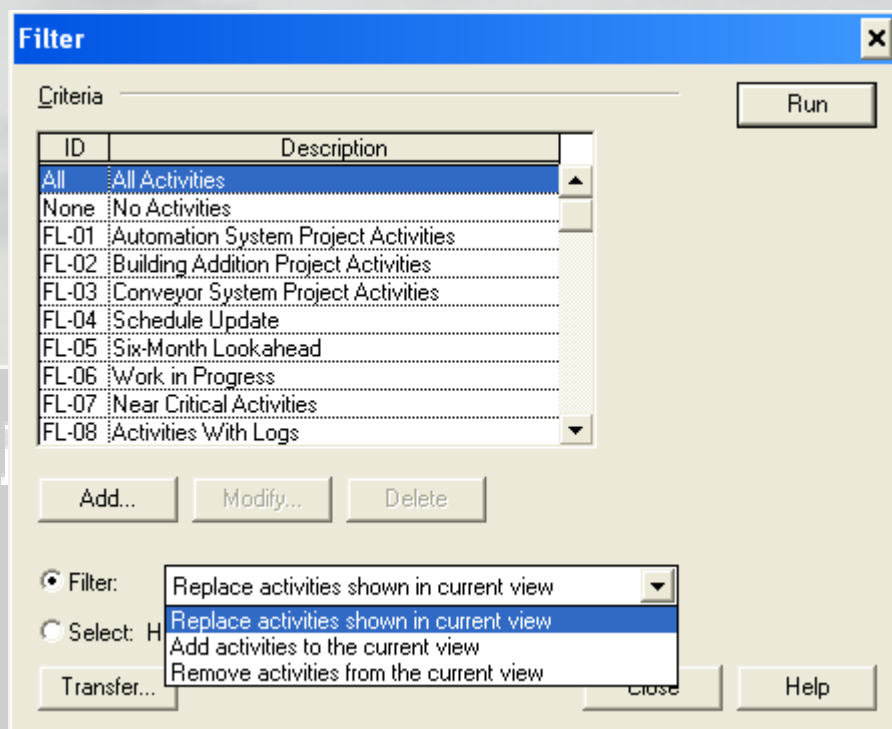 Filter
Criteria
Run
ID Description
All All Activities
None No Activities
FL-01 Automation System Project Activities
FL-02 Building Addition Project Activities
FL-03 Conveyor System Project Activities
FL-04 Schedule Update
FL-05 Six-Month Lookahead
FL-06 Work in Progress
FL-07 Near Critical Activities
FL-08 Activities With Logs
Add... Modify... Delete
Filter: Replace activities shown in current view
Replace activities shown in current view
Select: H
Add activities to the current view
Remove activities from the current view
Transfer... Close Help